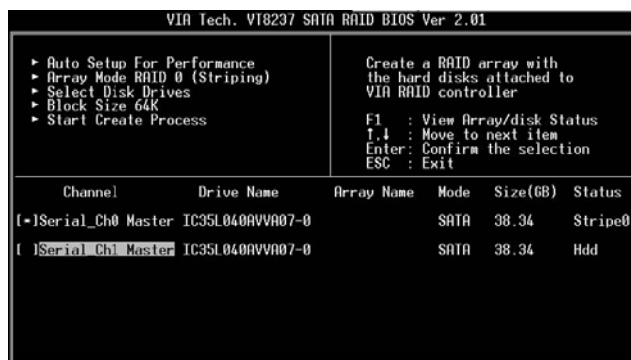 VIA Tech. VT8237 SATA RAID BIOS Ver 2.01
► Auto Setup For Performance
► Array Mode RAID 0 (Striping)
► Select Disk Drives
► Block Size 64K
► Start Create Process
Create a RAID array with
the hard disks attached to
VIA RAID controller
F1 : View Array/disk Status
↑,↓ : Move to next item
Enter: Confirm the selection
ESC : Exit
Channel Drive Name Array Name Mode Size(GB) Status
[*]Serial_Ch0 Master IC35L040AVVA07-0 SATA 38.34 Stripe0
[ ]Serial_Ch1 Master IC35L040AVVA07-0 SATA 38.34 Hdd